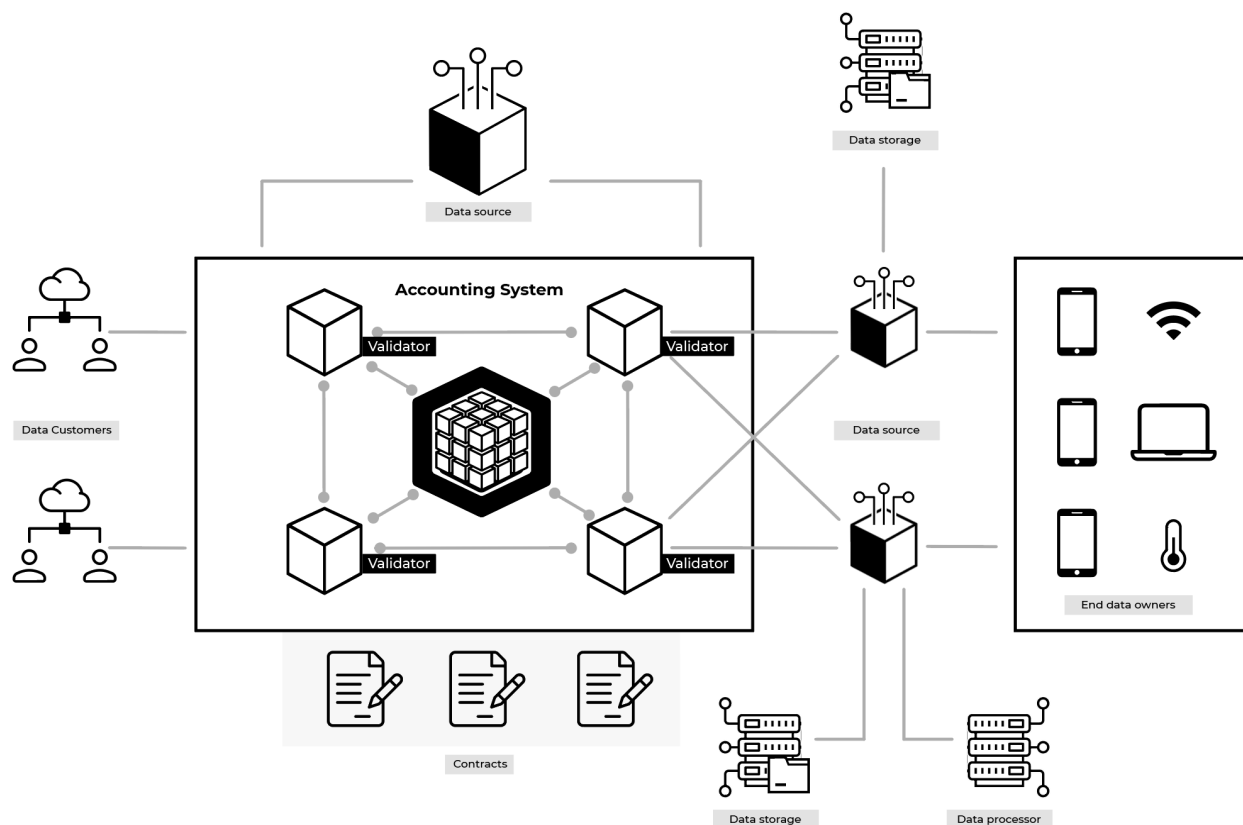 Data storage
Data source
Accounting System
Validator
Validator
Data Customers
Data source
Validator
Validator
End data owners
Contracts
Data storage
Data processor